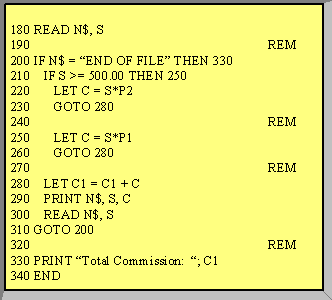 180 READ N$, S
190 REM
200 IF N$ = “END OF FILE” THEN 330
210 IF S >= 500.00 THEN 250
220 LET C = S*P2
230 GOTO 280
240 REM
250 LET C = S*P1
260 GOTO 280
270 REM
280 LET C1 = C1 + C
290 PRINT N$, S, C
300 READ N$, S
310 GOTO 200
320 REM
330 PRINT “Total Commission: “; C1
340 END